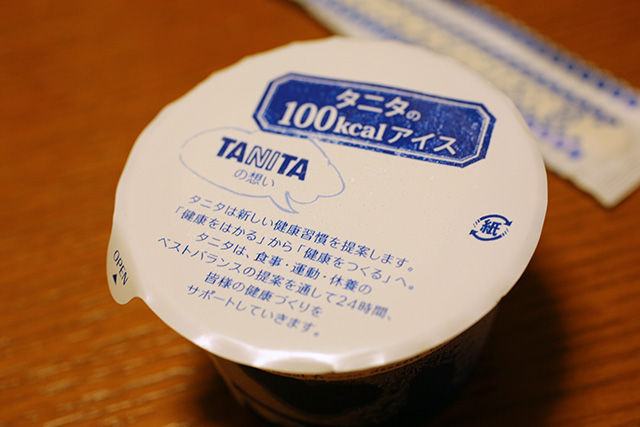 タニタの
100kcalアイス
TANITA
の想い
タニタは新しい健康習慣を提案します。
「健康をはかる」から「健康をつくる」へ。
タニタは、食事・運動・休養の
ベストバランスの提案を通して24時間、
皆様の健康づくりを
サポートしていきます。
紙
OPEN